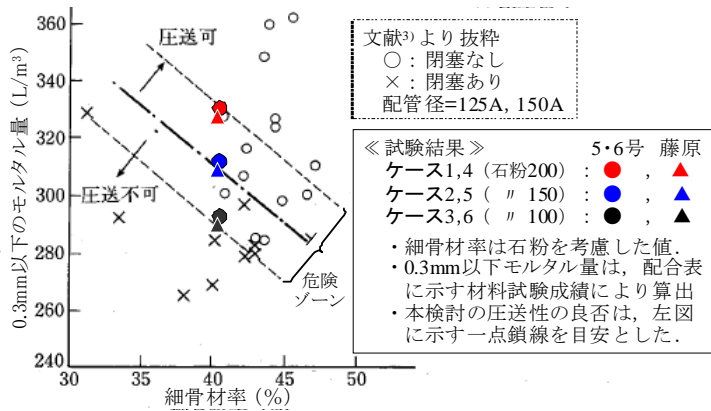 360
340
320
300
280
260
240
30
35
40
45
50
0.3mm以下のモルタル量 (L/m³)
細骨材率 (%)
圧送可
圧送不可
危険
ゾーン
文献³⁾より抜粋
○：閉塞なし
×：閉塞あり
配管径=125A, 150A
≪試験結果≫ 5・6号 藤原
ケース1,4 (石粉200)：● , ▲
ケース2,5 ( 〃 150)：● , ▲
ケース3,6 ( 〃 100)：● , ▲
・細骨材率は石粉を考慮した値．
・0.3mm以下モルタル量は，配合表
に示す材料試験成績により算出
・本検討の圧送性の良否は，左図
に示す一点鎖線を目安とした．